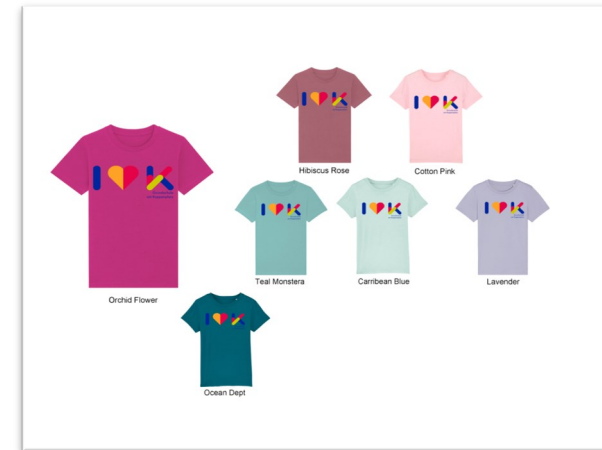 I K
Hibiscus Rose
I K
Cotton Pink
I K
Orchid Flower
I K
Teal Monstera
I K
Carribean Blue
I K
Lavender
I K
Ocean Dept